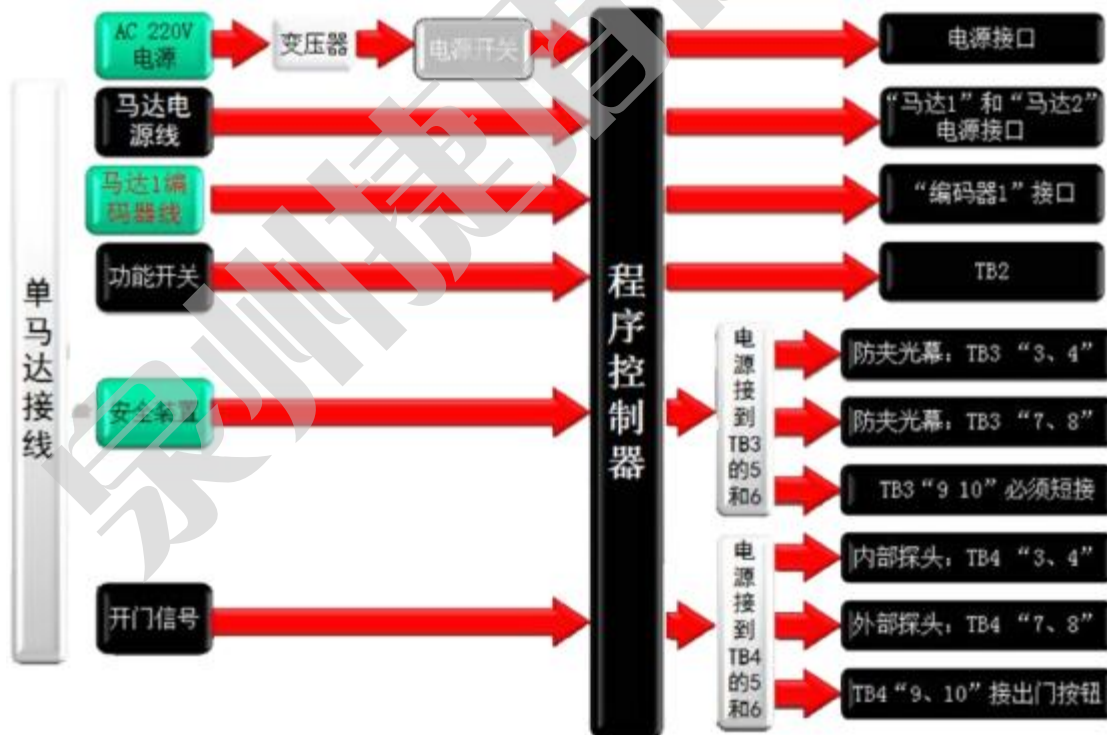 单马达接线
AC 220V
电源
变压器
电源开关
电源接口
马达电
源线
“马达1”和“马达2”
电源接口
马达1编
码器线
“编码器1”接口
功能开关
TB2
程序控制器
安全装置
电
源
接
到
TB3
的5
和6
防夹光幕：TB3 “3、4”
防夹光幕：TB3 “7、8”
TB3“9 10”必须短接
开门信号
电
源
接
到
TB4
的5
和6
内部探头：TB4 “3、4”
外部探头：TB4 “7、8”
TB4“9、10”接出门按钮
泉州捷